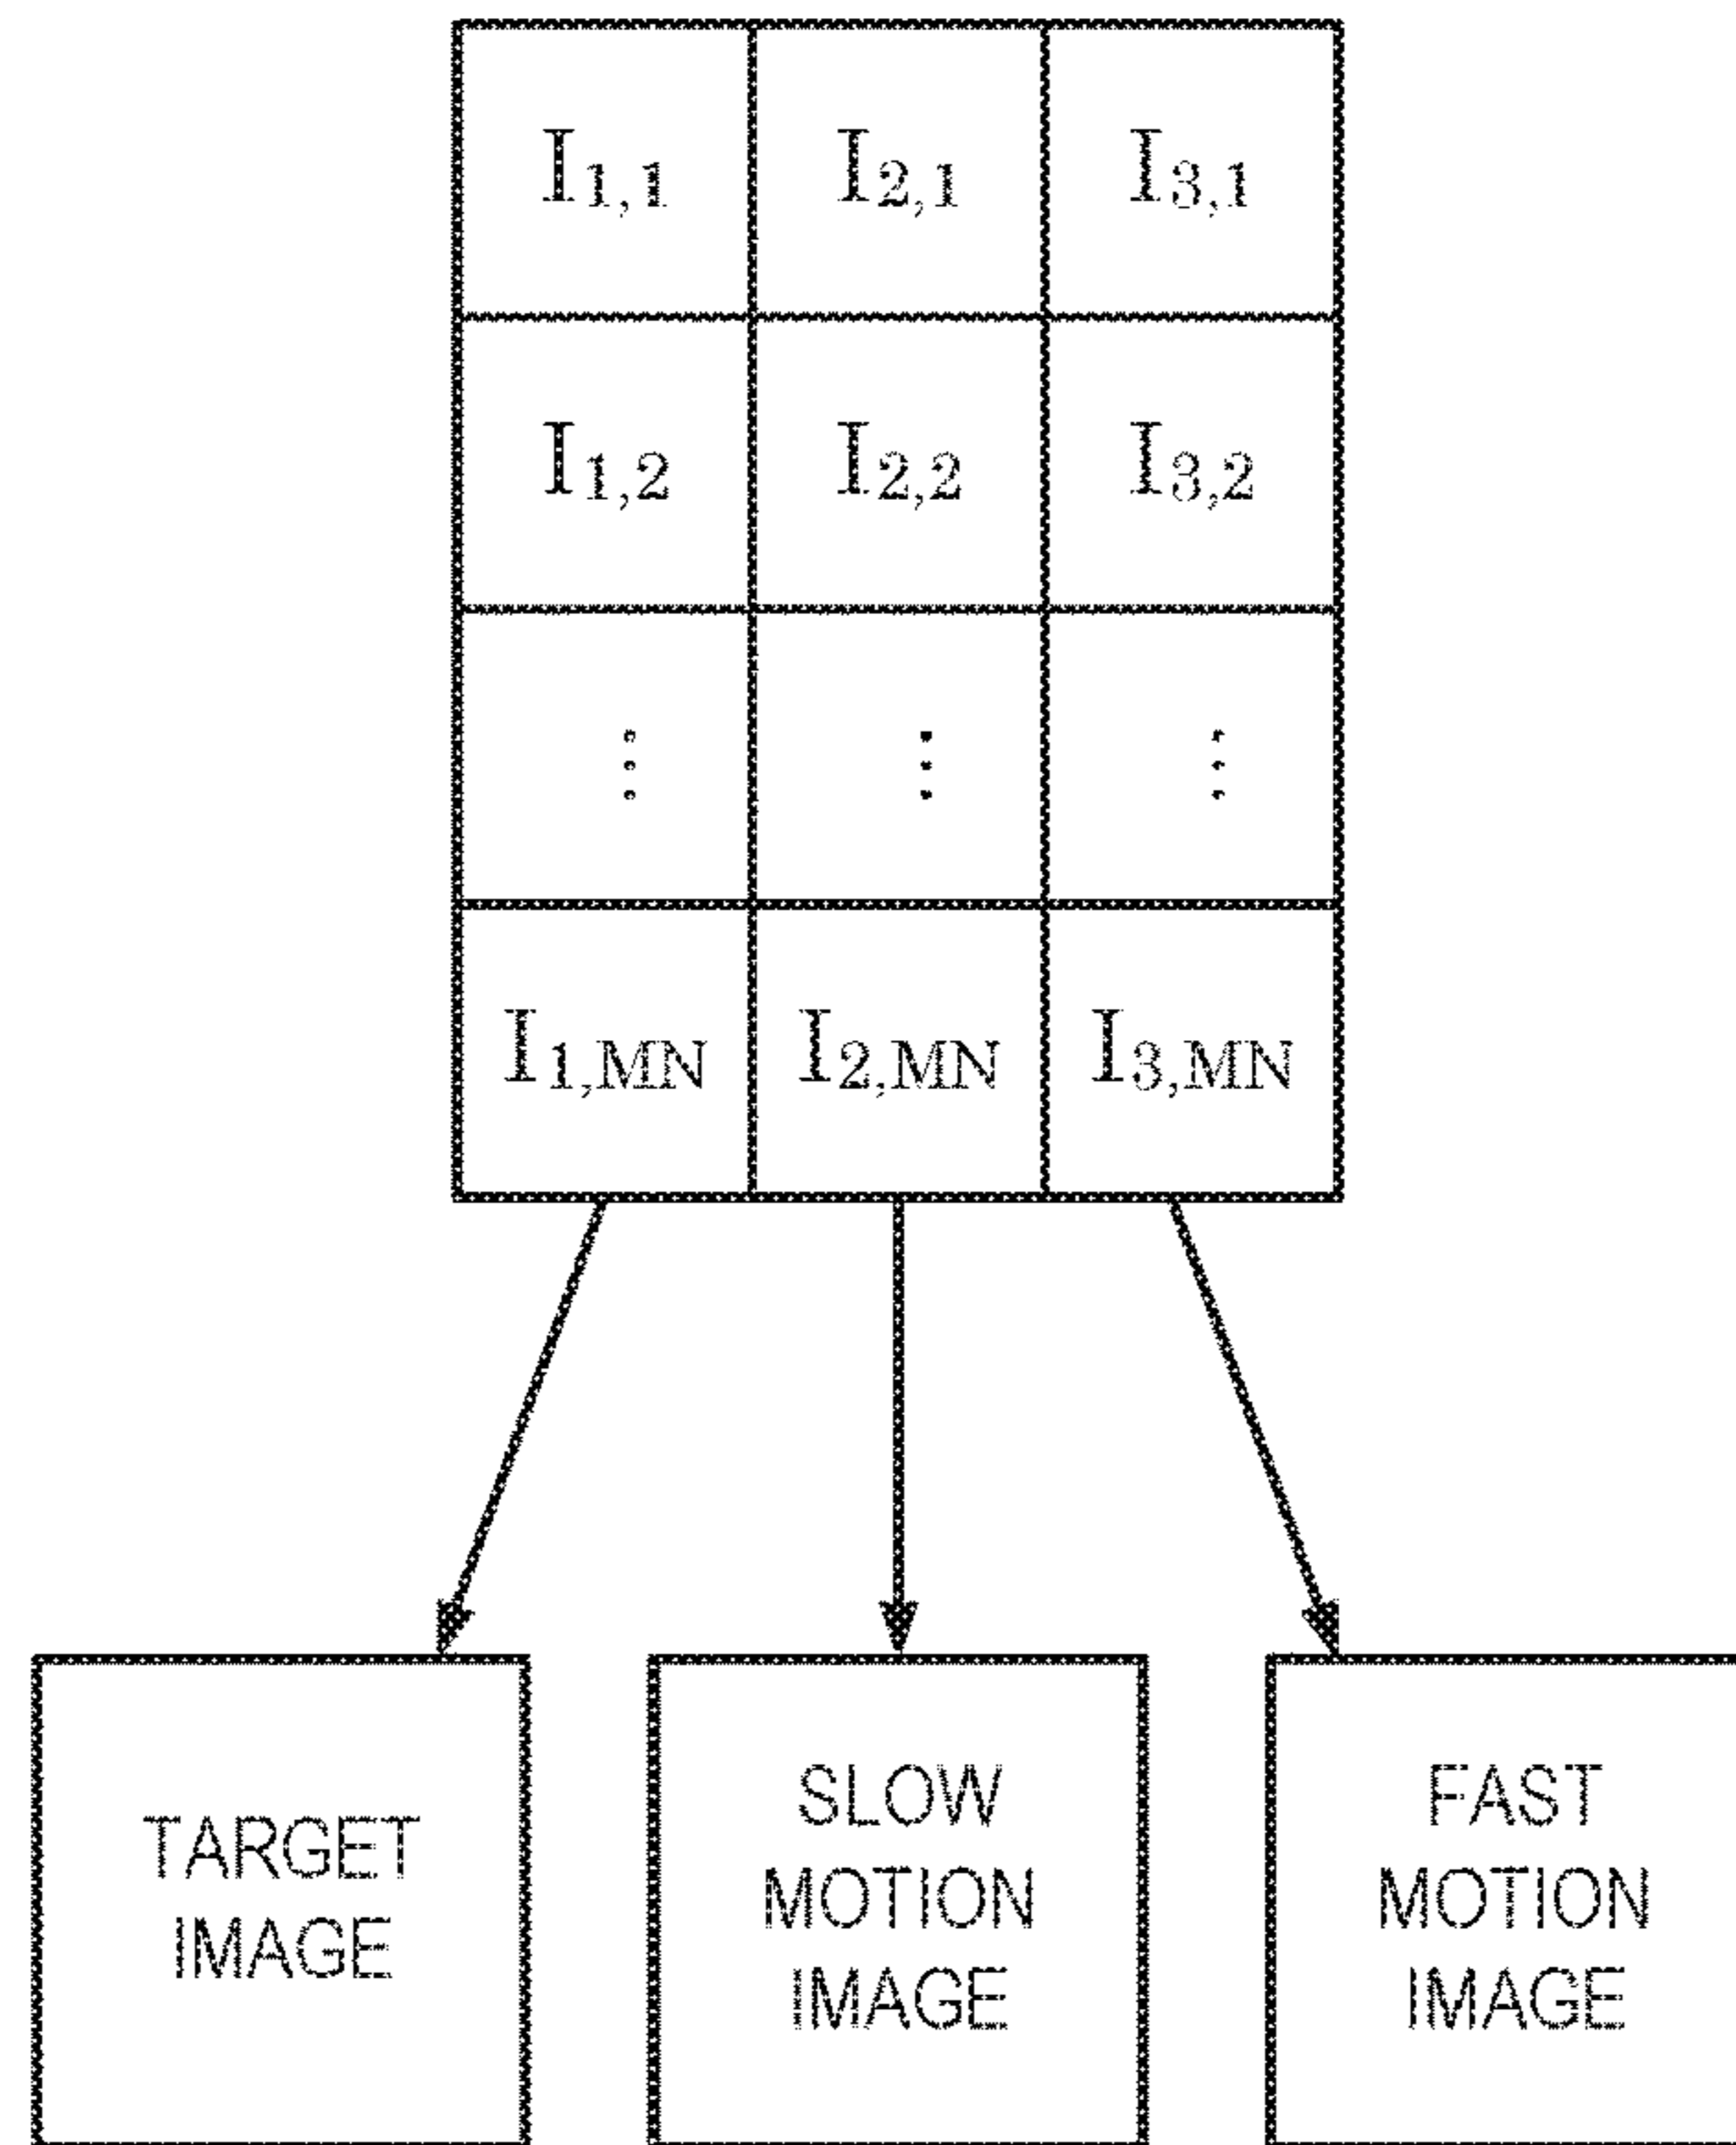 I1,1 I2,1 I3,1
I1,2 I2,2 I3,2
⋮ ⋮ ⋮
I1,MN I2,MN I3,MN
TARGET
IMAGE
SLOW
MOTION
IMAGE
FAST
MOTION
IMAGE